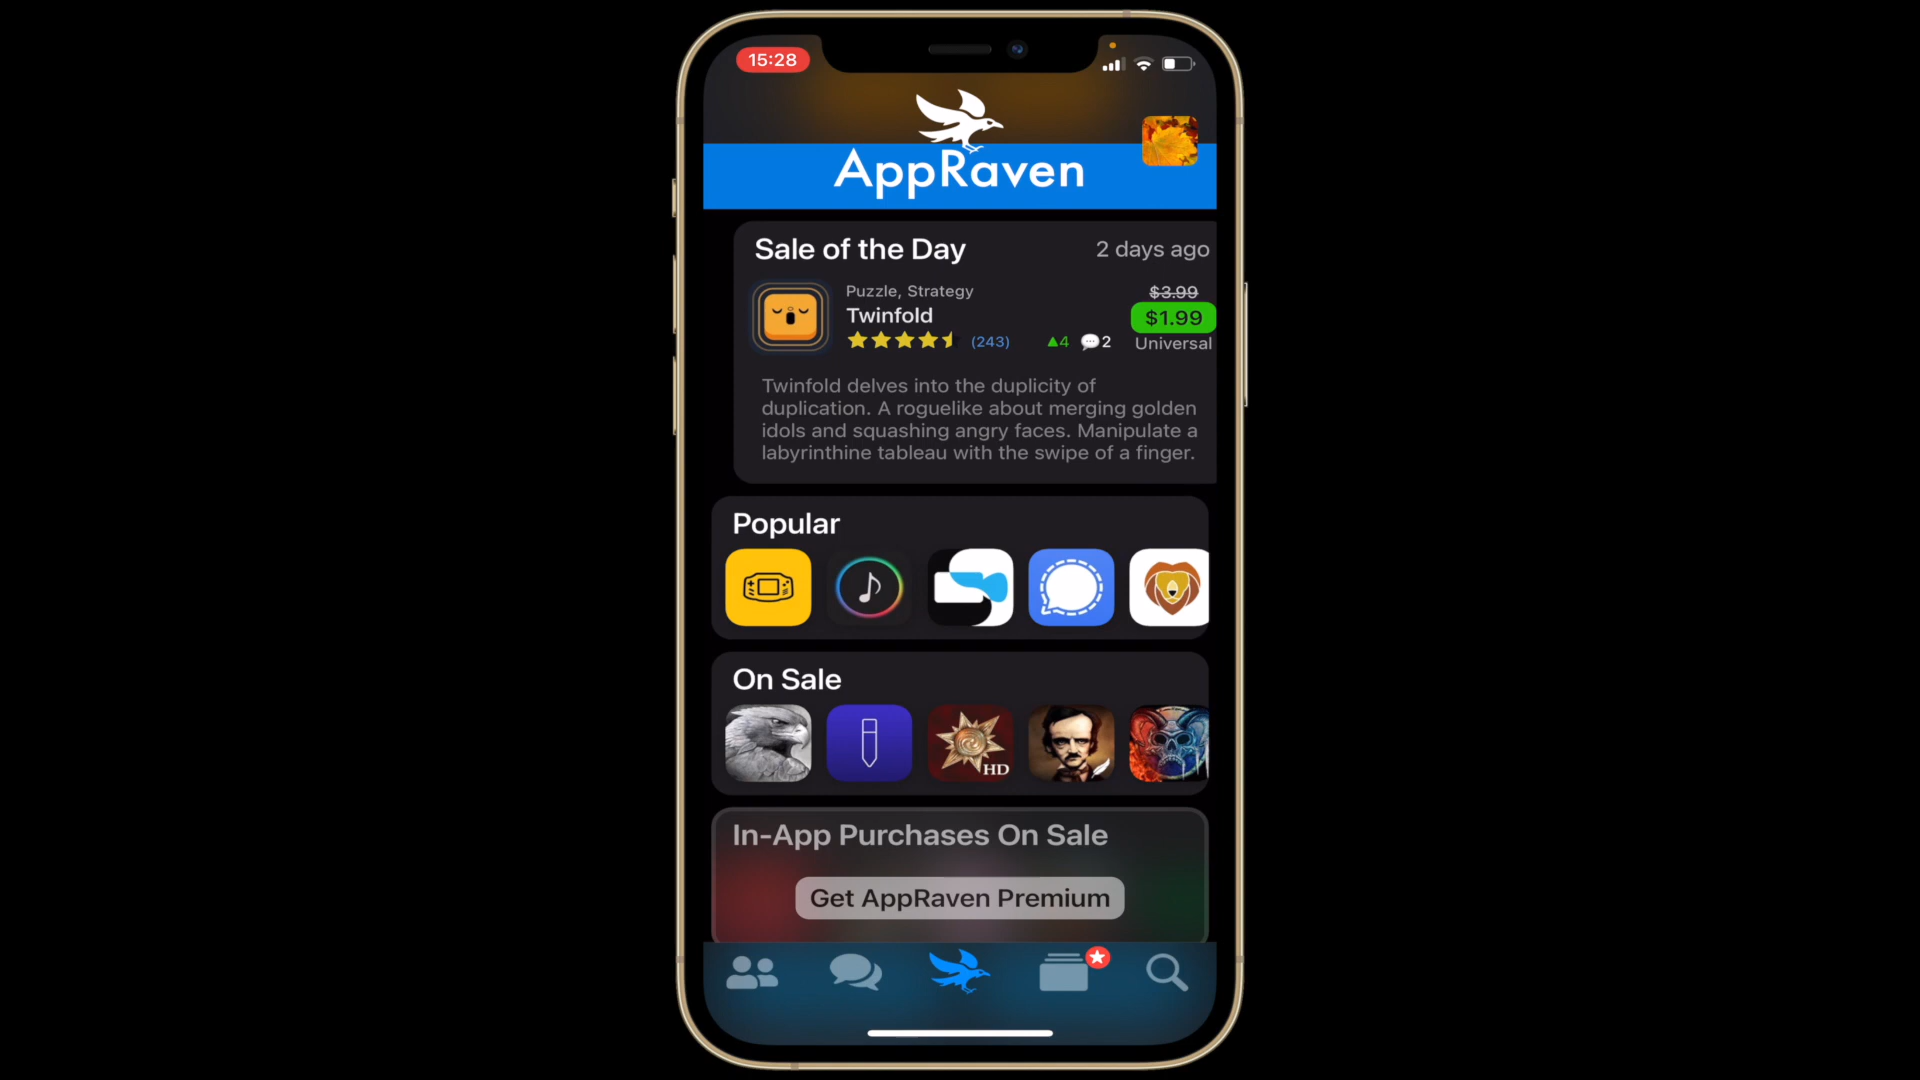 15:28
AppRaven
Sale of the Day
2 days ago
Puzzle, Strategy
$3.99
Twinfold
$1.99
(243)
4
2
Universal
Twinfold delves into the duplicity of
duplication. A roguelike about merging golden
idols and squashing angry faces. Manipulate a
labyrinthine tableau with the swipe of a finger.
Popular
On Sale
HD
In-App Purchases On Sale
Get AppRaven Premium